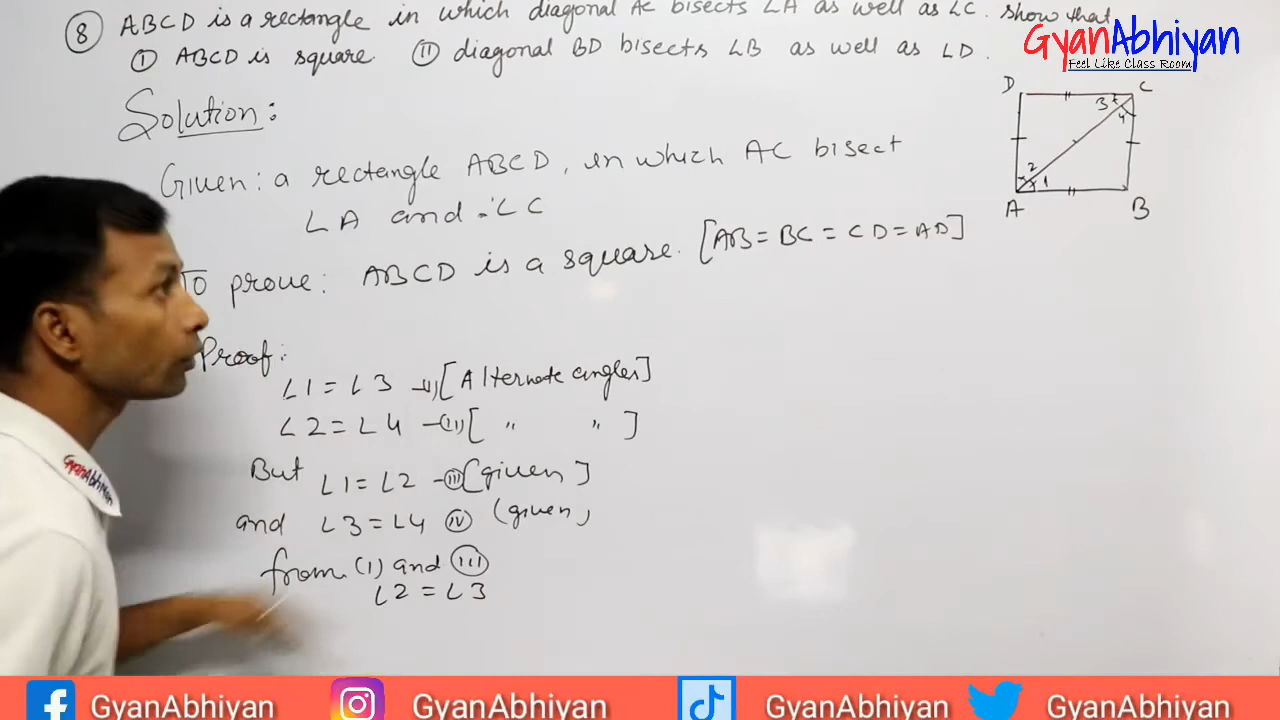 ⑧ ABCD is a rectangle in which diagonal AC bisects ∠A as well as ∠C. show that
Ⓘ ABCD is square Ⓘ Ⓘ diagonal BD bisects ∠B as well as ∠D.
GyanAbhiyan
Feel Like Class Room
Solution:
D C
3 4
2 1
A B
Given: a rectangle ABCD, in which AC bisect
∠A and ∠C
To prove: ABCD is a square. [AB = BC = CD = AD]
Proof:
∠1 = ∠3 —(i) [Alternate angles]
∠2 = ∠4 —(ii) [ " " ]
GyanAbhiyan
But ∠1 = ∠2 —(iii) [given]
and ∠3 = ∠4 (iv) (given)
from (1) and (III)
∠2 = ∠3
GyanAbhiyan GyanAbhiyan GyanAbhiyan GyanAbhiyan